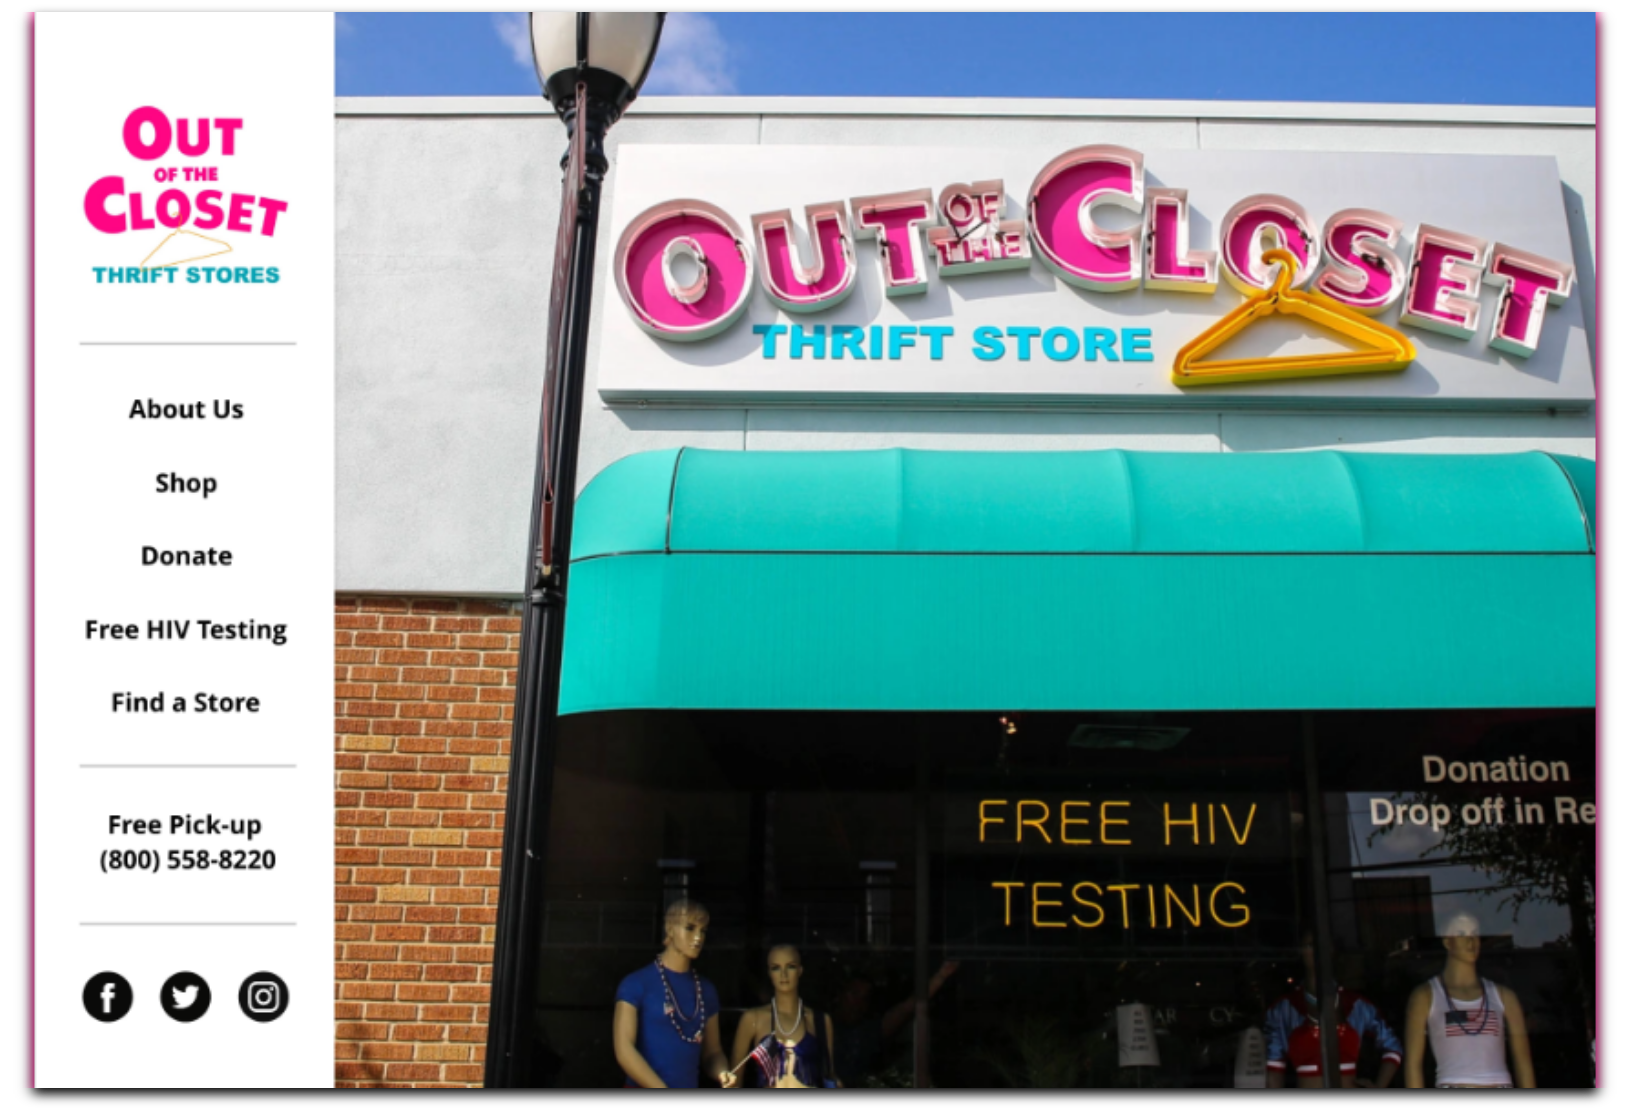 OUT
OF THE
CLOSET
THRIFT STORES
About Us
Shop
Donate
Free HIV Testing
Find a Store
Free Pick-up
(800) 558-8220
OUT OF THE CLOSET
THRIFT STORE
Donation
Drop off in Re
FREE HIV
TESTING